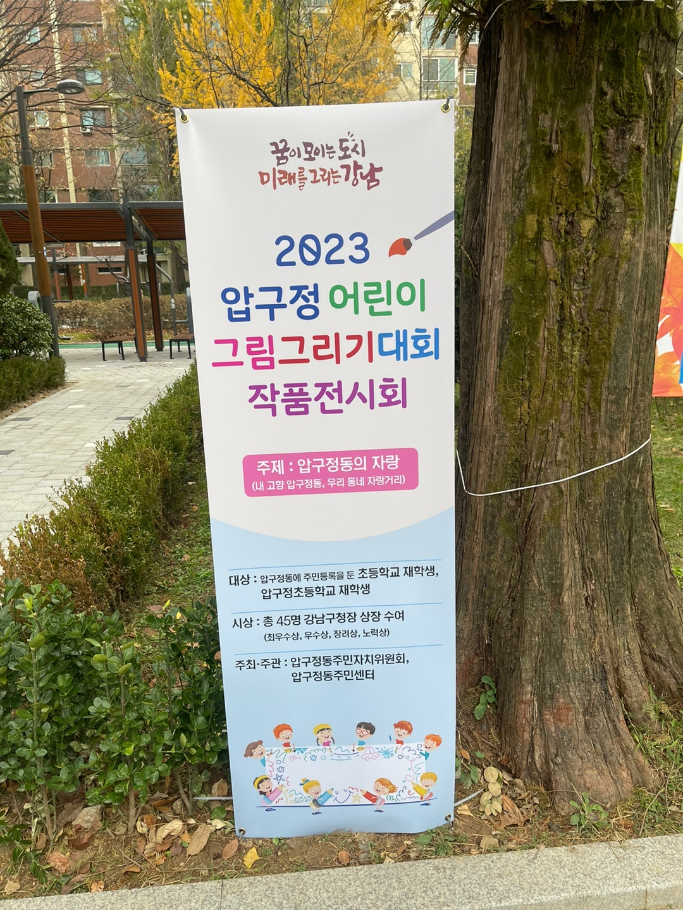 꿈이 모이는 도시
미래를 그리는 강남
2023
압구정 어린이
그림그리기대회
작품전시회
주제 : 압구정동의 자랑
(내 고향 압구정동, 우리 동네 자랑거리)
대상 : 압구정동에 주민등록을 둔 초등학교 재학생,
압구정초등학교 재학생
시상 : 총 45명 강남구청장 상장 수여
(최우수상, 우수상, 장려상, 노력상)
주최·주관 : 압구정동주민자치위원회,
압구정동주민센터